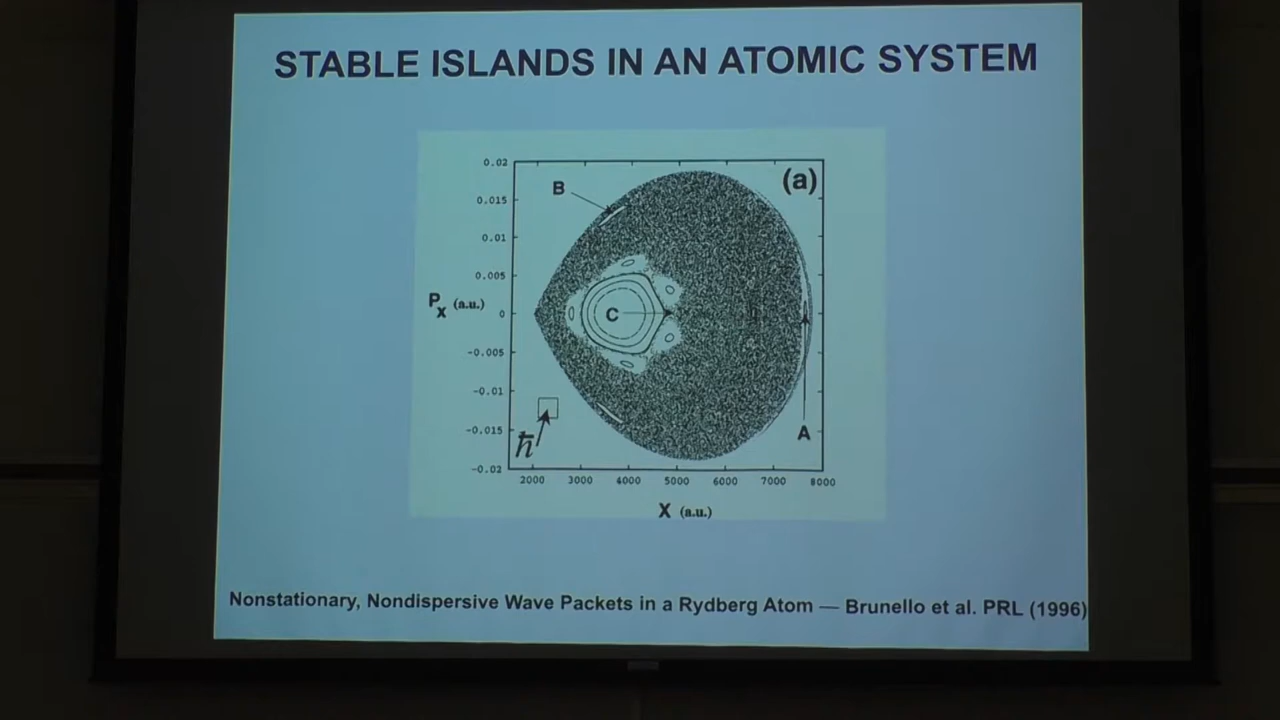 STABLE ISLANDS IN AN ATOMIC SYSTEM
(a)
0.02
0.015
0.01
0.005
0
-0.005
-0.01
-0.015
-0.02
B
C
A
ħ
Px (a.u.)
2000 3000 4000 5000 6000 7000 8000
X (a.u.)
Nonstationary, Nondispersive Wave Packets in a Rydberg Atom — Brunello et al. PRL (1996)